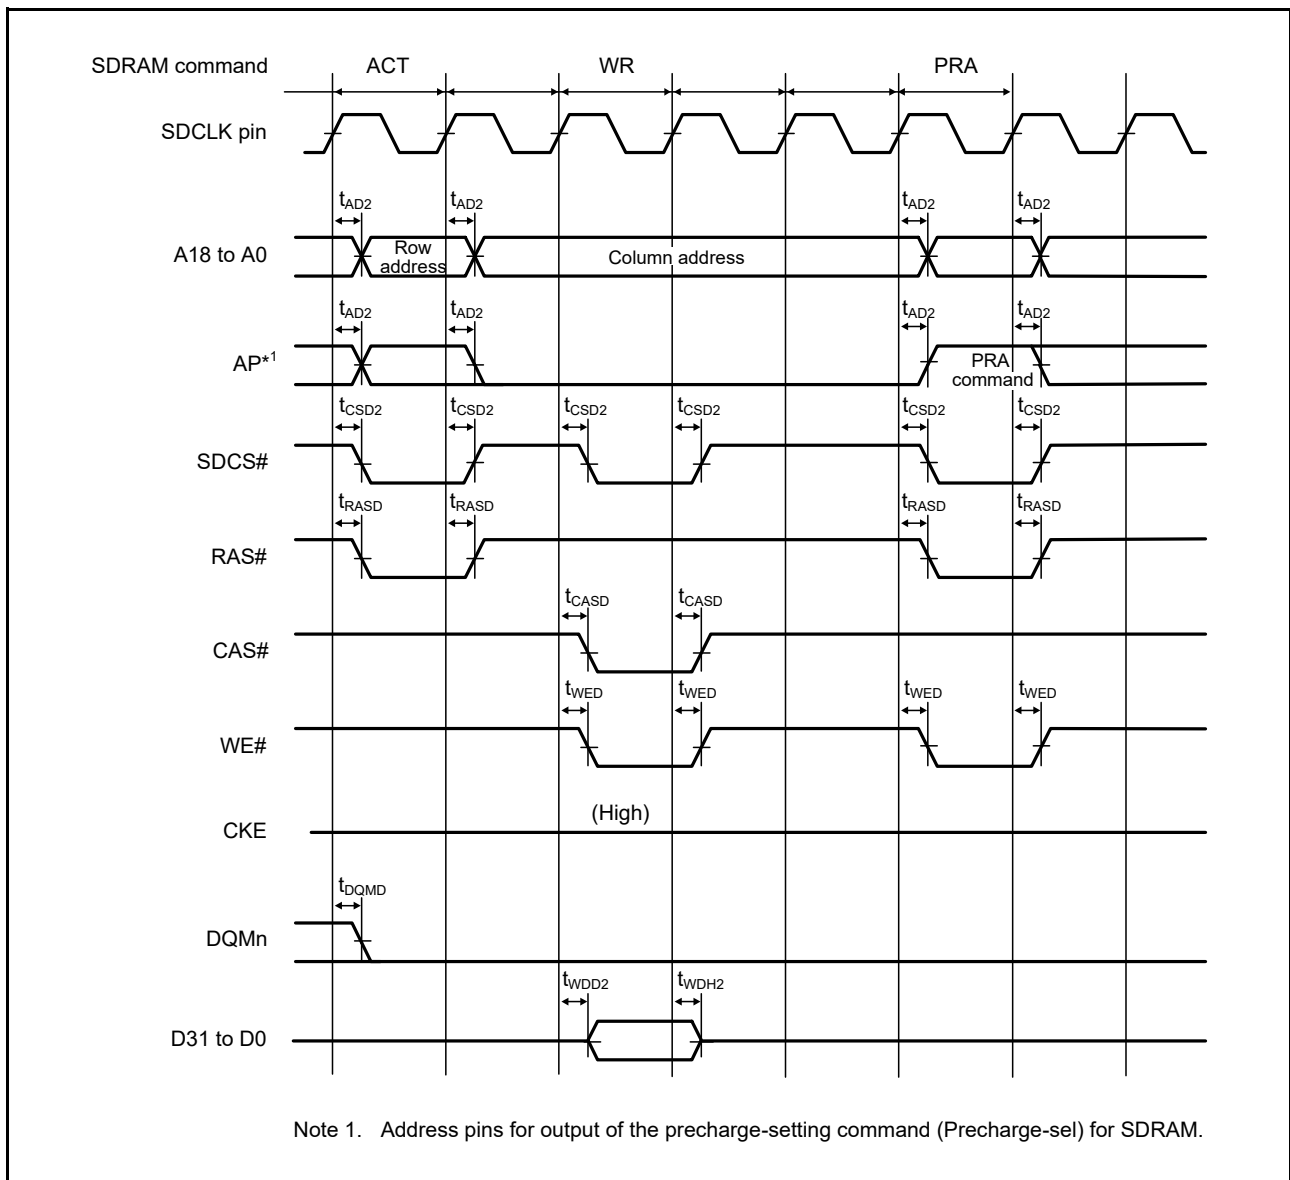 SDRAM command ACT WR PRA
SDCLK pin
tAD2 tAD2 tAD2 tAD2
A18 to A0 Row address Column address
tAD2 tAD2 tAD2 tAD2
AP*1 PRA command
tCSD2 tCSD2 tCSD2 tCSD2 tCSD2 tCSD2
SDCS#
tRASD tRASD tRASD tRASD
RAS#
tCASD tCASD
CAS#
tWED tWED tWED tWED
WE#
(High)
CKE
tDQMD
DQMn
tWDD2 tWDH2
D31 to D0
Note 1. Address pins for output of the precharge-setting command (Precharge-sel) for SDRAM.